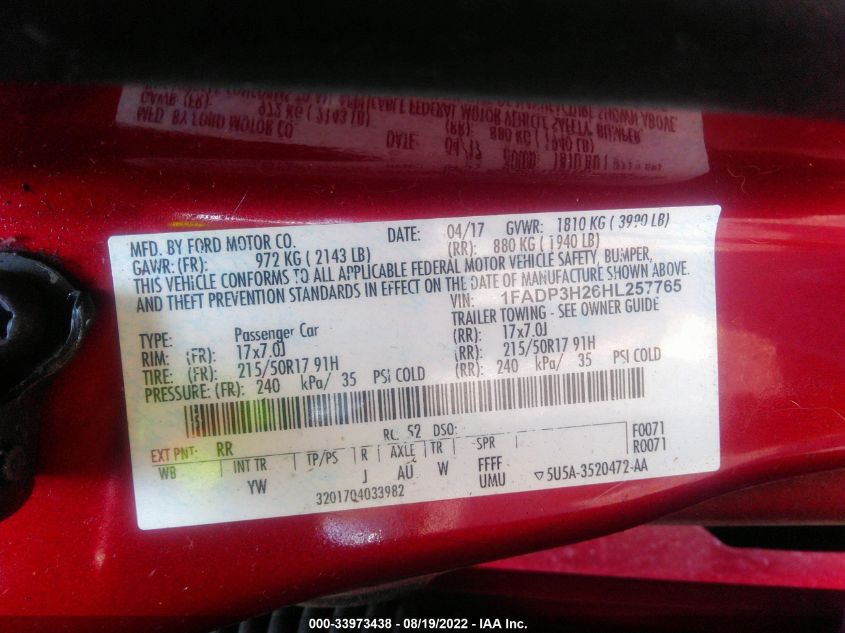 MFD. BY FORD MOTOR CO. DATE: 04/17 GVWR: 1810 KG ( 3990 LB)
GAWR: (FR): 972 KG ( 2143 LB) (RR): 880 KG ( 1940 LB)
THIS VEHICLE CONFORMS TO ALL APPLICABLE FEDERAL MOTOR VEHICLE SAFETY, BUMPER,
AND THEFT PREVENTION STANDARDS IN EFFECT ON THE DATE OF MANUFACTURE SHOWN ABOVE.
VIN: 1FADP3H26HL257765
TYPE: Passenger Car TRAILER TOWING - SEE OWNER GUIDE
RIM: (FR): 17x7.0J (RR): 17x7.0J
TIRE: (FR): 215/50R17 91H (RR): 215/50R17 91H
PRESSURE: (FR): 240 kPa/ 35 PSI COLD (RR): 240 kPa/ 35 PSI COLD
EXT PNT: RR RC: 52 DSO: F0071
WB INT TR TP/PS R AXLE TR SPR R0071
YW J AU W FFFF
32017Q4033982 UMU ▽5U5A-3520472-AA
000-33973438 - 08/19/2022 - IAA Inc.